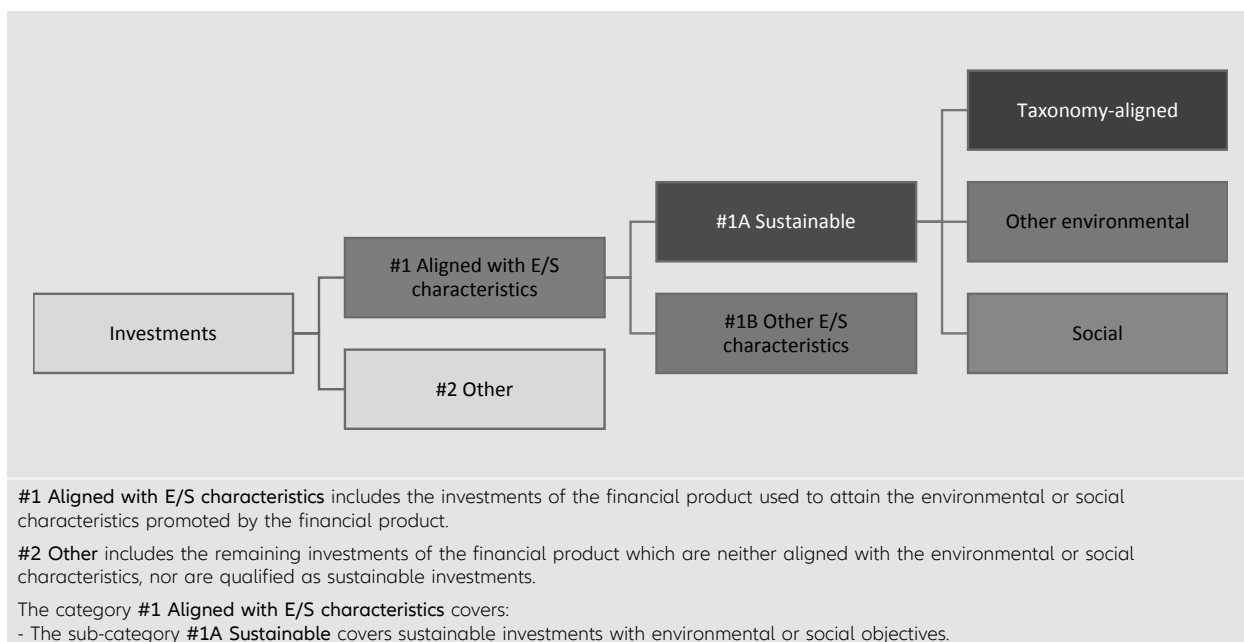 Taxonomy-aligned
#1A Sustainable
Other environmental
#1 Aligned with E/S
characteristics
Investments
#1B Other E/S
characteristics
Social
#2 Other
#1 Aligned with E/S characteristics includes the investments of the financial product used to attain the environmental or social
characteristics promoted by the financial product.
#2 Other includes the remaining investments of the financial product which are neither aligned with the environmental or social
characteristics, nor are qualified as sustainable investments.
The category #1 Aligned with E/S characteristics covers:
- The sub-category #1A Sustainable covers sustainable investments with environmental or social objectives.